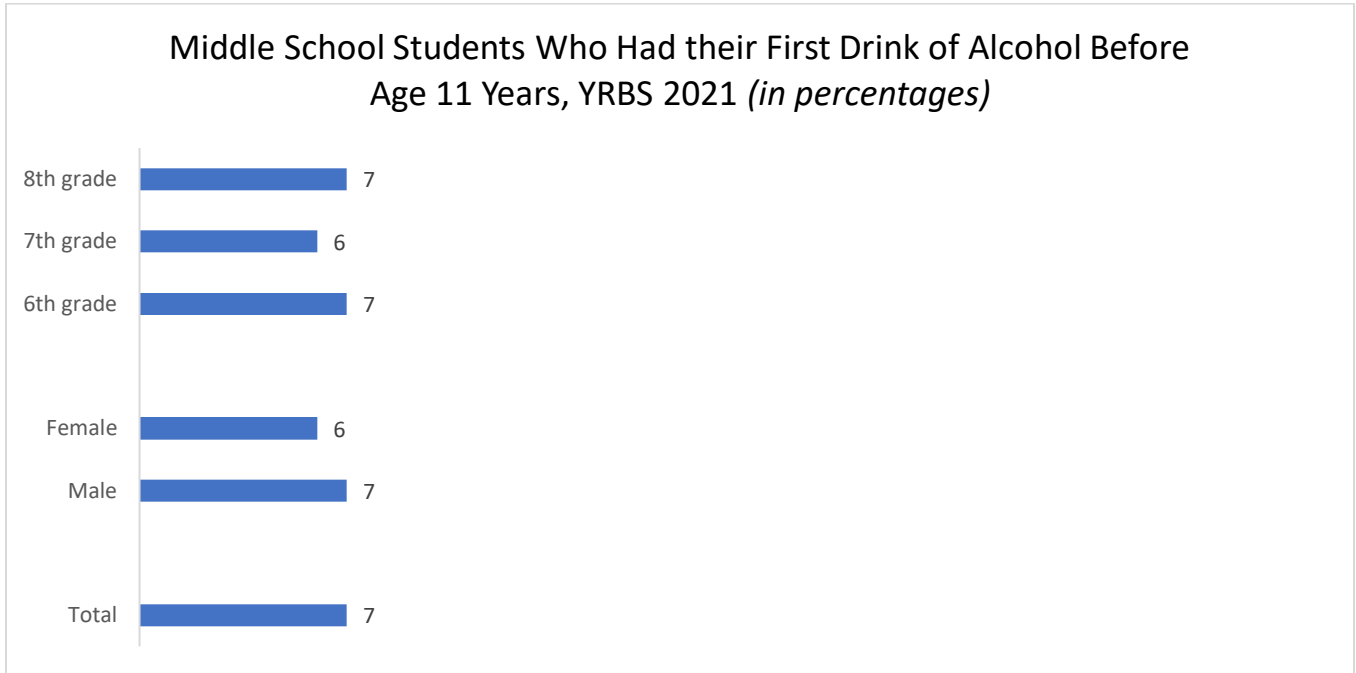 Middle School Students Who Had their First Drink of Alcohol Before
Age 11 Years, YRBS 2021 (in percentages)
8th grade 7
7th grade 6
6th grade 7
Female 6
Male 7
Total 7